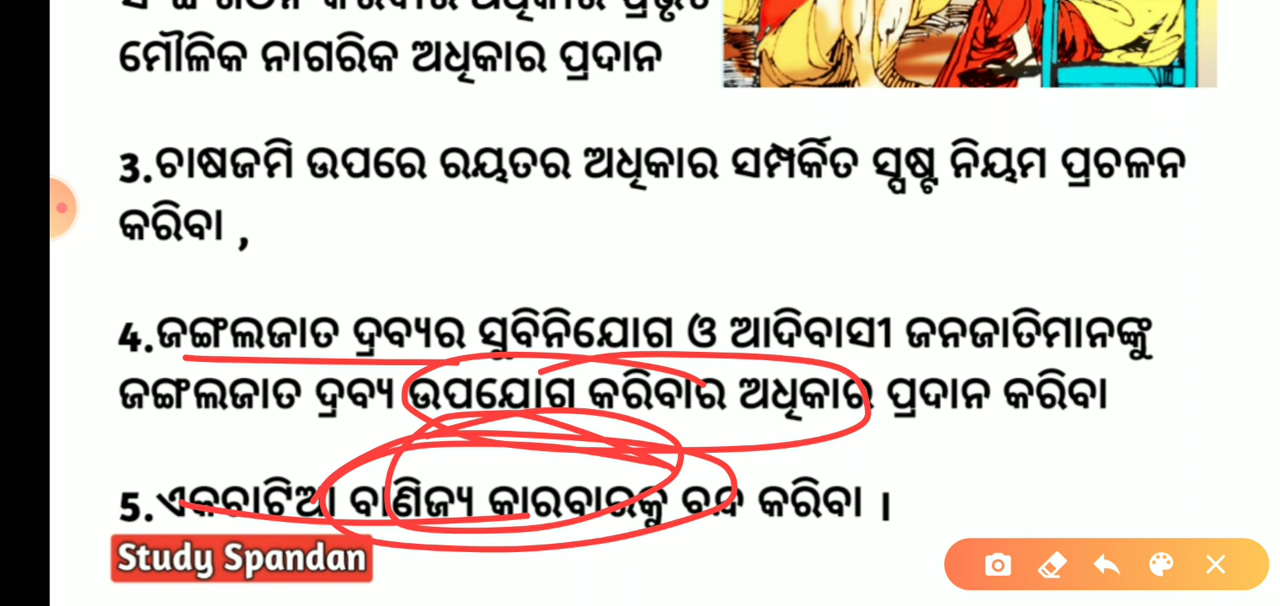 ମୌଳିକ ନାଗରିକ ଅଧିକାର ପ୍ରଦାନ
3.ଚାଷଜମି ଉପରେ ରୟତର ଅଧିକାର ସମ୍ପର୍କିତ ସ୍ପଷ୍ଟ ନିୟମ ପ୍ରଚଳନ
କରିବା ,
4.ଜଙ୍ଗଲଜାତ ଦ୍ରବ୍ୟର ସୁବିନିଯୋଗ ଓ ଆଦିବାସୀ ଜନଜାତିମାନଙ୍କୁ
ଜଙ୍ଗଲଜାତ ଦ୍ରବ୍ୟ ଉପଯୋଗ କରିବାର ଅଧିକାର ପ୍ରଦାନ କରିବା
5.ଏକଚାଟିଆ ବାଣିଜ୍ୟ କାରବାରକୁ ବନ୍ଦ କରିବା ।
Study Spandan